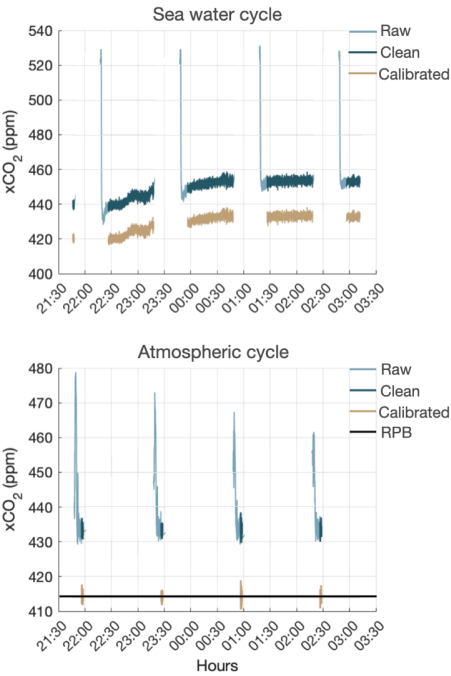 Sea water cycle
Raw
Clean
Calibrated
xCO2 (ppm)
540
520
500
480
460
440
420
400
21:30 22:00 22:30 23:00 23:30 00:00 00:30 01:00 01:30 02:00 02:30 03:00 03:30
Atmospheric cycle
Raw
Clean
Calibrated
RPB
xCO2 (ppm)
480
470
460
450
440
430
420
410
21:30 22:00 22:30 23:00 23:30 00:00 00:30 01:00 01:30 02:00 02:30 03:00 03:30
Hours